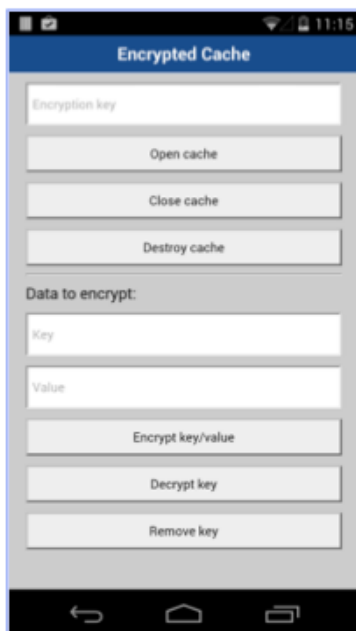 11:15
Encrypted Cache
Encryption key
Open cache
Close cache
Destroy cache
Data to encrypt:
Key
Value
Encrypt key/value
Decrypt key
Remove key